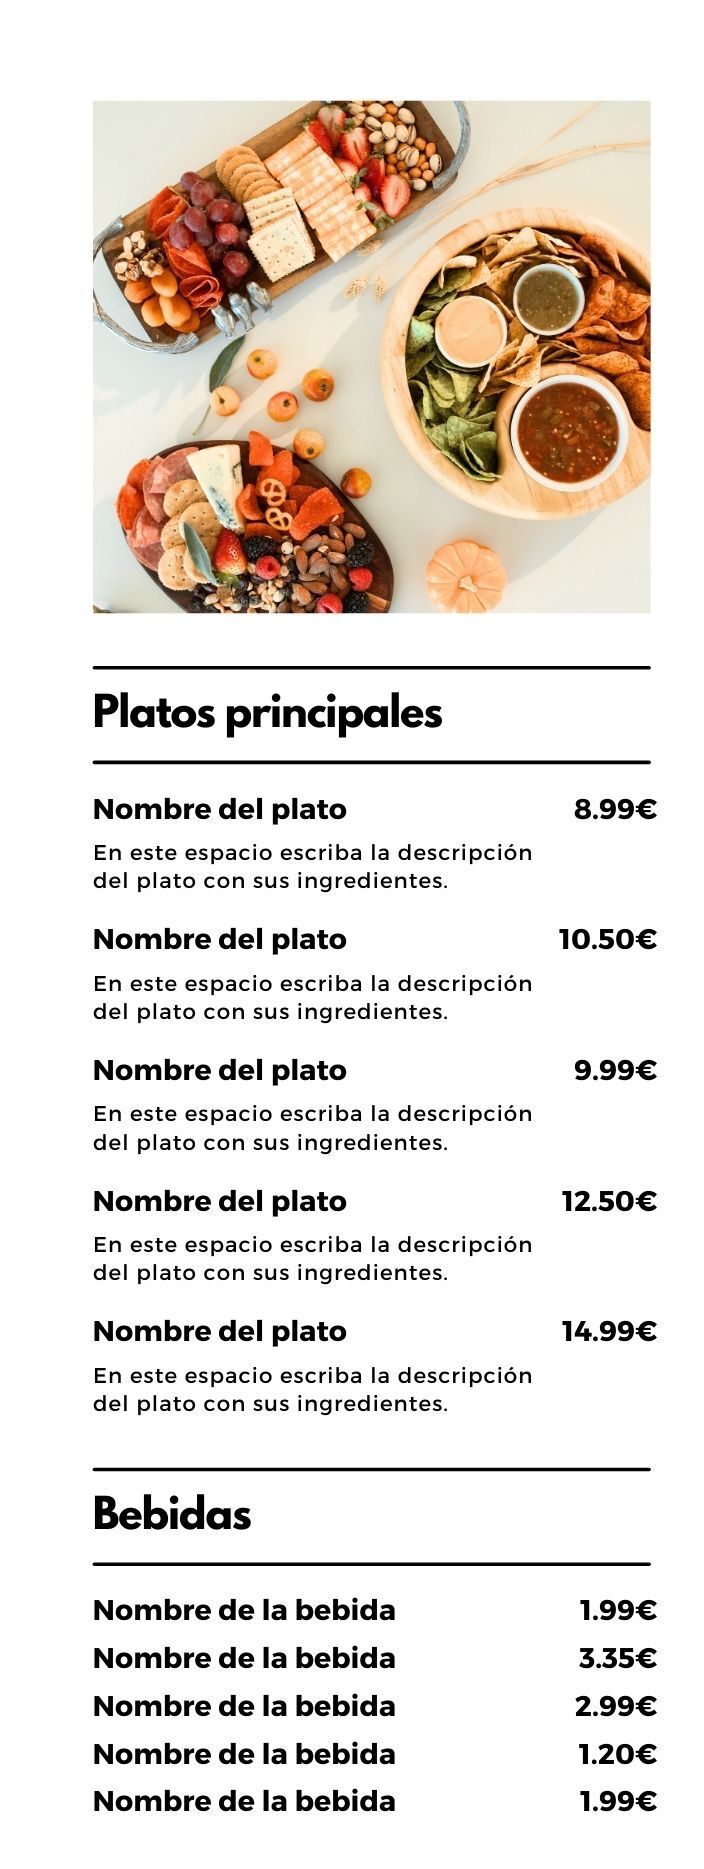 Platos principales
Nombre del plato 8.99€
En este espacio escriba la descripción
del plato con sus ingredientes.
Nombre del plato 10.50€
En este espacio escriba la descripción
del plato con sus ingredientes.
Nombre del plato 9.99€
En este espacio escriba la descripción
del plato con sus ingredientes.
Nombre del plato 12.50€
En este espacio escriba la descripción
del plato con sus ingredientes.
Nombre del plato 14.99€
En este espacio escriba la descripción
del plato con sus ingredientes.
Bebidas
Nombre de la bebida 1.99€
Nombre de la bebida 3.35€
Nombre de la bebida 2.99€
Nombre de la bebida 1.20€
Nombre de la bebida 1.99€